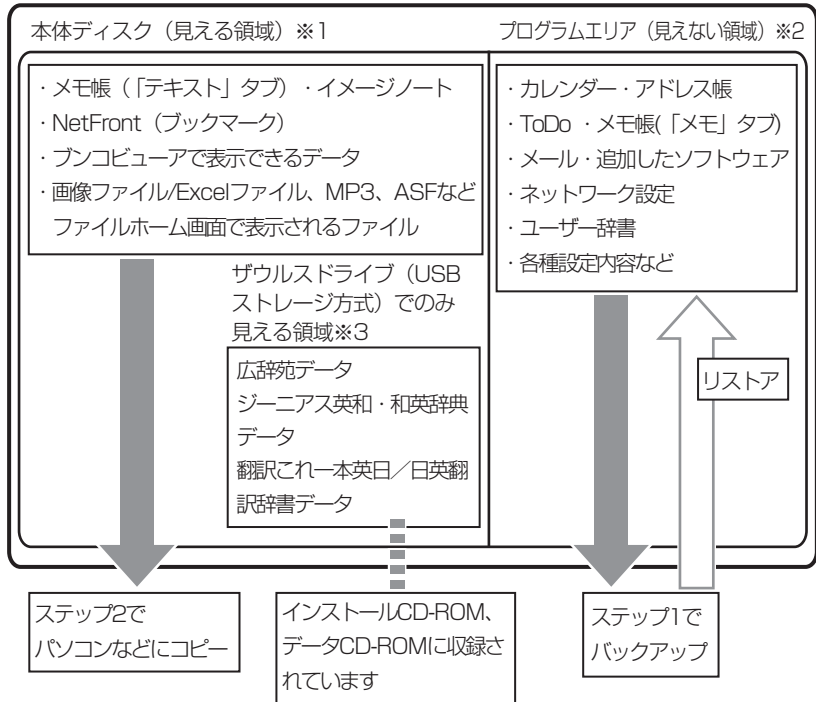 本体ディスク（見える領域）※1
プログラムエリア（見えない領域）※2
・メモ帳（「テキスト」タブ）・イメージノート
・NetFront（ブックマーク）
・ブンコビューアで表示できるデータ
・画像ファイル/Excelファイル、MP3、ASFなど
ファイルホーム画面で表示されるファイル
ザウルスドライブ（USB
ストレージ方式）でのみ
見える領域※3
広辞苑データ
ジーニアス英和・和英辞典
データ
翻訳これ一本英日／日英翻
訳辞書データ
・カレンダー・アドレス帳
・ToDo ・メモ帳(「メモ」タブ)
・メール・追加したソフトウェア
・ネットワーク設定
・ユーザー辞書
・各種設定内容など
リストア
ステップ2で
パソコンなどにコピー
インストールCD-ROM、
データCD-ROMに収録さ
れています
ステップ1で
バックアップ